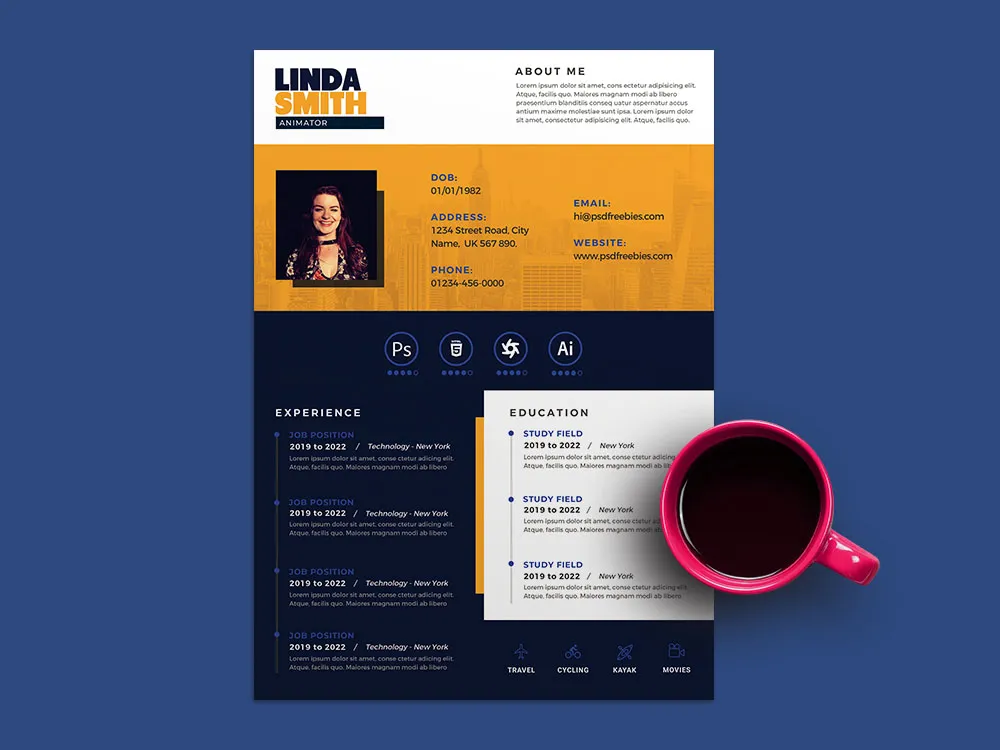 LINDA
SMITH
ANIMATOR
ABOUT ME
Lorem ipsum dolor sit amet, cons ectetur adipisicing elit.
Atque, facilis quo. Maiores magnam modi ab libero
praesentium blanditiis conseq uatur aspernatur accus
antium maxime molestiae sunt ipsa. Lorem ipsum dolor
sit amet, consectetur adipisicing elit. Atque, facilis quo.
DOB:
01/01/1982
ADDRESS:
1234 Street Road, City
Name, UK 567 890.
PHONE:
01234-456-0000
EMAIL:
hi@psdfreebies.com
WEBSITE:
www.psdfreebies.com
Ps
5
Ai
EXPERIENCE
JOB POSITION
2019 to 2022 / Technology - New York
Lorem ipsum dolor sit amet, conse ctetur adicing elit.
Atque, facilis quo. Maiores magnam modi ab libero
JOB POSITION
2019 to 2022 / Technology - New York
Lorem ipsum dolor sit amet, conse ctetur adicing elit.
Atque, facilis quo. Maiores magnam modi ab libero
JOB POSITION
2019 to 2022 / Technology - New York
Lorem ipsum dolor sit amet, conse ctetur adicing elit.
Atque, facilis quo. Maiores magnam modi ab libero
JOB POSITION
2019 to 2022 / Technology - New York
Lorem ipsum dolor sit amet, conse ctetur adicing elit.
Atque, facilis quo. Maiores magnam modi ab libero
EDUCATION
STUDY FIELD
2019 to 2022 / New York
Lorem ipsum dolor sit amet, conse ctetur adipisicing
Atque, facilis quo. Maiores magnam modi
STUDY FIELD
2019 to 2022 / New York
Lorem ipsum dolor sit amet, conse ctetur
Atque, facilis quo. Maiores magnam modi
STUDY FIELD
2019 to 2022 / New York
Lorem ipsum dolor sit amet, conse ctetur adipisicing
Atque, facilis quo. Maiores magnam modi ab libero
TRAVEL
CYCLING
KAYAK
MOVIES